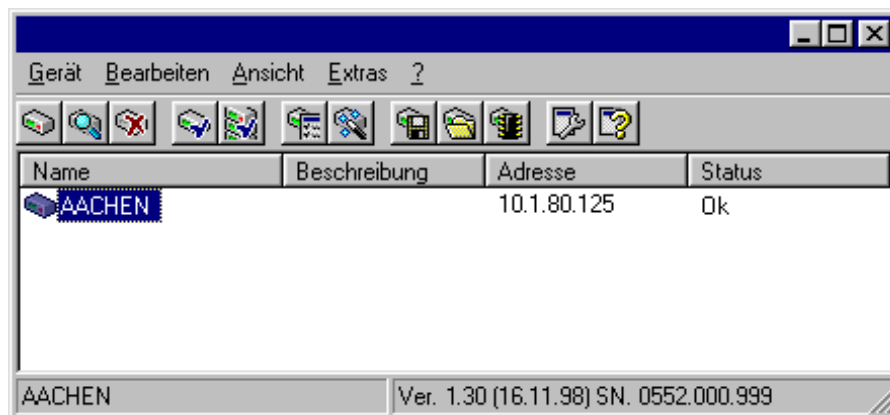 Gerät Bearbeiten Ansicht Extras ?
Name Beschreibung Adresse Status
AACHEN 10.1.80.125 Ok
AACHEN Ver. 1.30 (16.11.98) SN. 0552.000.999